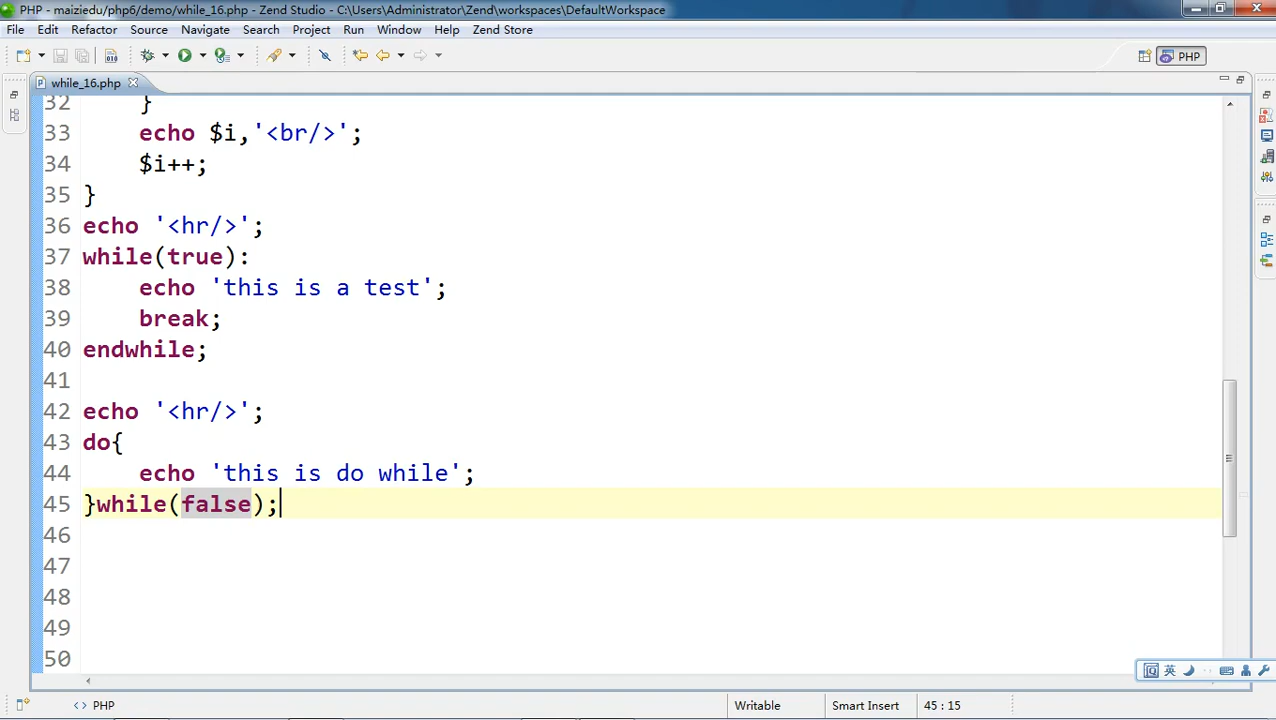 PHP - maiziedu/php6/demo/while_16.php - Zend Studio - C:\Users\Administrator\Zend\workspaces\DefaultWorkspace
File Edit Refactor Source Navigate Search Project Run Window Help Zend Store
PHP
while_16.php
32     }
33     echo $i,'<br/>';
34     $i++;
35 }
36 echo '<hr/>';
37 while(true):
38     echo 'this is a test';
39     break;
40 endwhile;
41
42 echo '<hr/>';
43 do{
44     echo 'this is do while';
45 }while(false);
46
47
48
49
50
英
<> PHP Writable Smart Insert 45 : 15